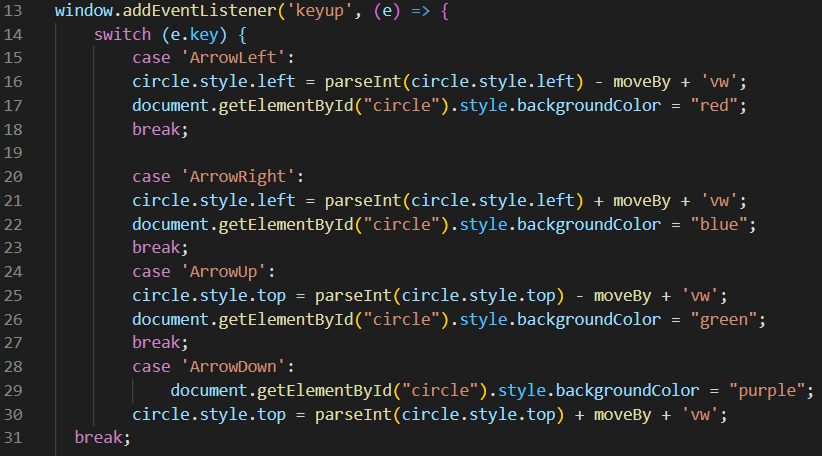 13 window.addEventListener('keyup', (e) => {
14 switch (e.key) {
15 case 'ArrowLeft':
16 circle.style.left = parseInt(circle.style.left) - moveBy + 'vw';
17 document.getElementById("circle").style.backgroundColor = "red";
18 break;
19
20 case 'ArrowRight':
21 circle.style.left = parseInt(circle.style.left) + moveBy + 'vw';
22 document.getElementById("circle").style.backgroundColor = "blue";
23 break;
24 case 'ArrowUp':
25 circle.style.top = parseInt(circle.style.top) - moveBy + 'vw';
26 document.getElementById("circle").style.backgroundColor = "green";
27 break;
28 case 'ArrowDown':
29 document.getElementById("circle").style.backgroundColor = "purple";
30 circle.style.top = parseInt(circle.style.top) + moveBy + 'vw';
31 break;